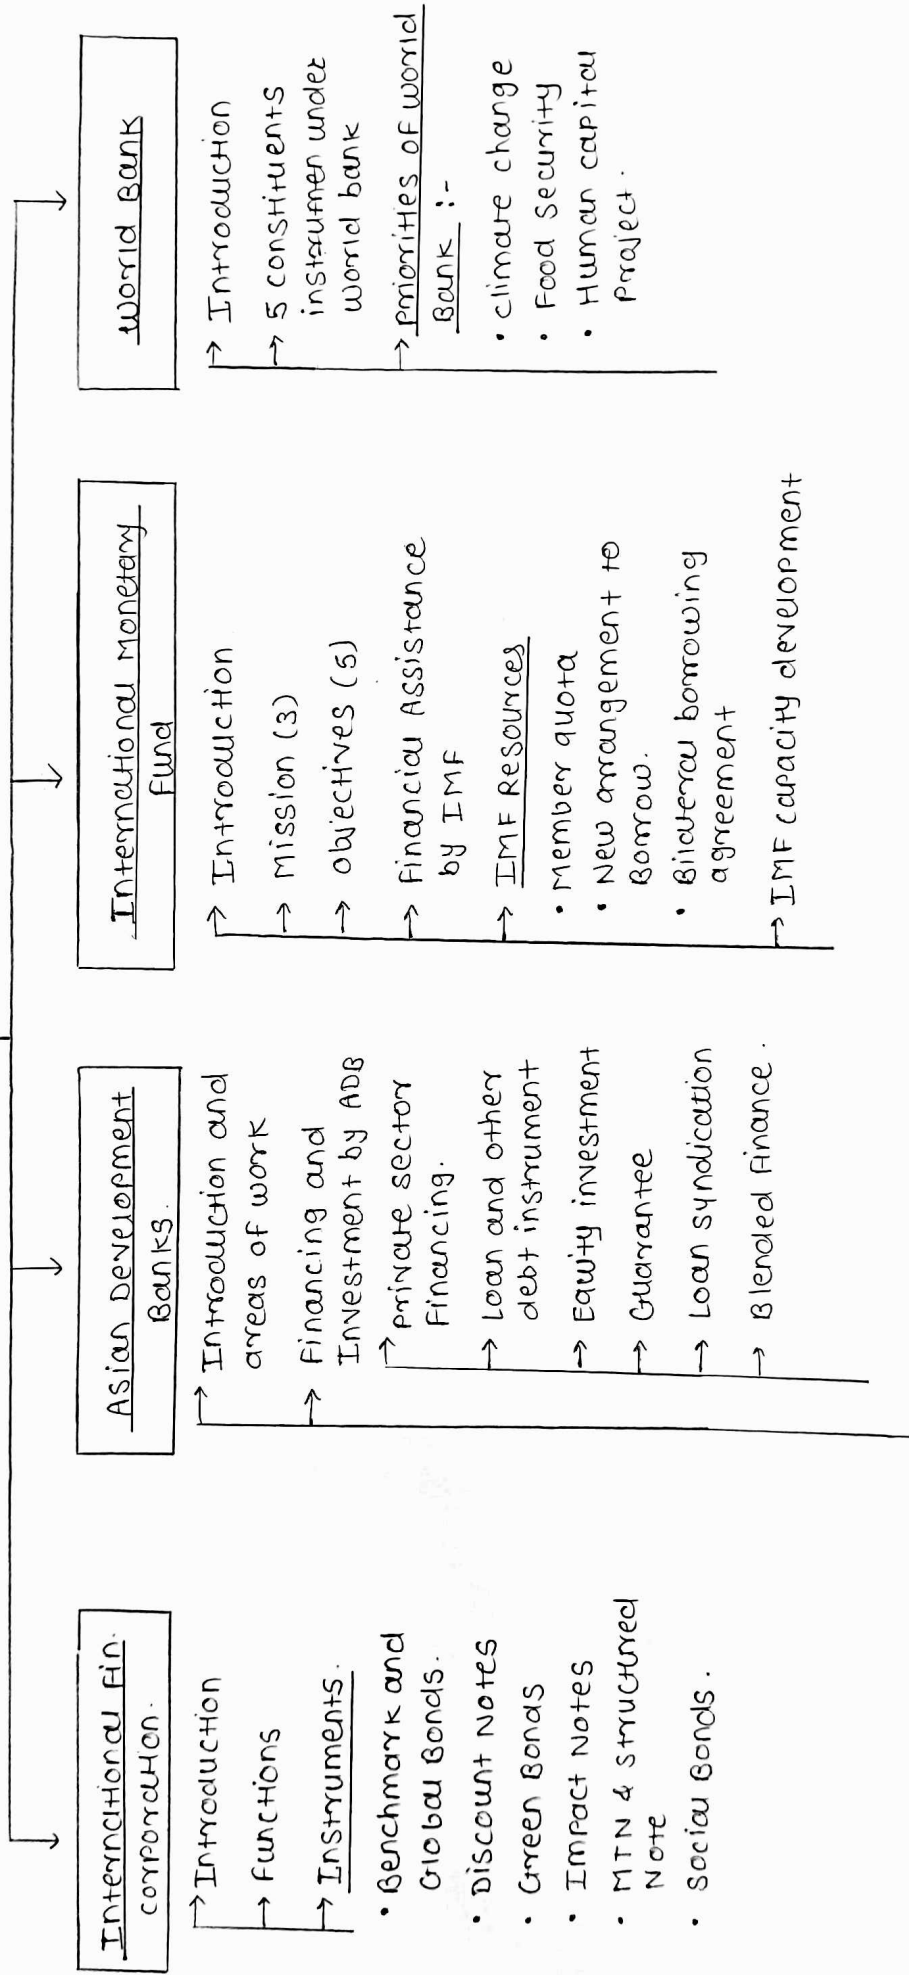 International Fin.
corporation.
→ Introduction
→ Functions
→ Instruments.
• Benchmark and
Global Bonds.
• Discount Notes
• Green Bonds
• Impact Notes
• MTN & Structured
Note
• Social Bonds.
Asian Development
Banks.
→ Introduction and
areas of work
→ Financing and
Investment by ADB
→ private sector
Financing.
→ Loan and other
debt instrument
→ Equity investment
→ Guarantee
→ Loan syndication
→ Blended Finance.
International Monetary
Fund
→ Introduction
→ Mission (3)
→ objectives (5)
→ Financial Assistance
by IMF
→ IMF Resources
• Member quota
• New arrangement to
Borrow.
• Bilateral borrowing
agreement
→ IMF capacity development
World Bank
→ Introduction
→ 5 constituents
instrumen under
world bank
→ priorities of world
Bank :-
• climate change
• Food security
• Human capital
project.